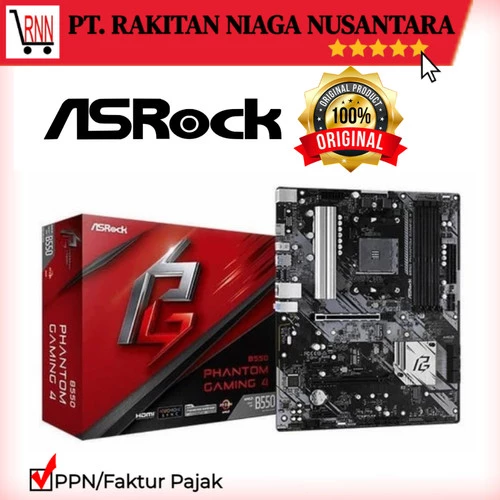 RNN
PT. RAKITAN NIAGA NUSANTARA
ASRock
ORIGINAL PRODUCT
100%
ORIGINAL
ASRock
B550
PHANTOM
GAMING 4
B550
PHANTOM
GAMING 4
HDMI
B550
PPN/Faktur Pajak